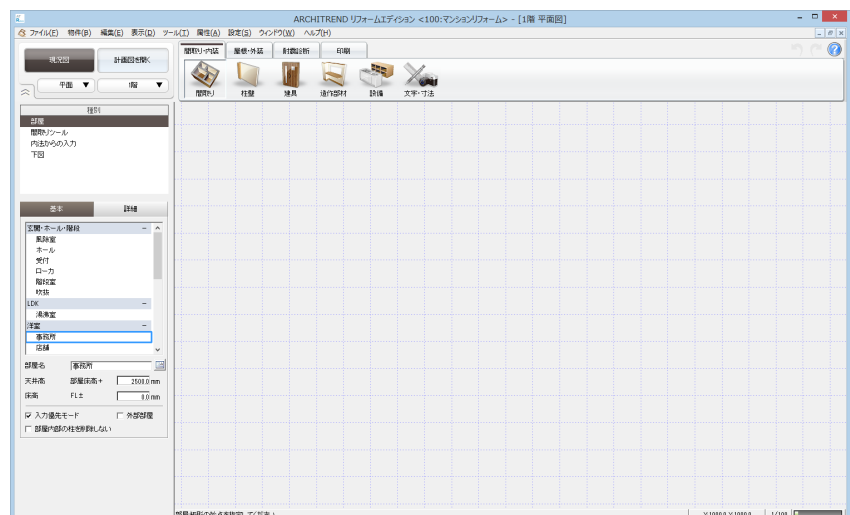 ARCHITREND リフォームエディション <100:マンションリフォーム> - [1階 平面図]
ファイル(F) 物件(B) 編集(E) 表示(D) ツール(T) 属性(A) 設定(S) ウィンドウ(W) ヘルプ(H)
現況図 計画図を開く
平面 ▼ 1階 ▼
間取り・内装 屋根・外装 耐震診断 印刷
間取り 柱壁 建具 造作部材 設備 文字・寸法
種別
部屋
間取りツール
内法からの入力
下図
基本 詳細
玄関・ホール・階段 −
風除室
ホール
受付
ローカ
階段室
吹抜
LDK −
湯沸室
洋室 −
事務所
店舗
部屋名 事務所
天井高 部屋床高+ 2500.0 mm
床高 FL± 0.0 mm
入力優先モード 外部部屋
部屋内部の柱を削除しない
1/100